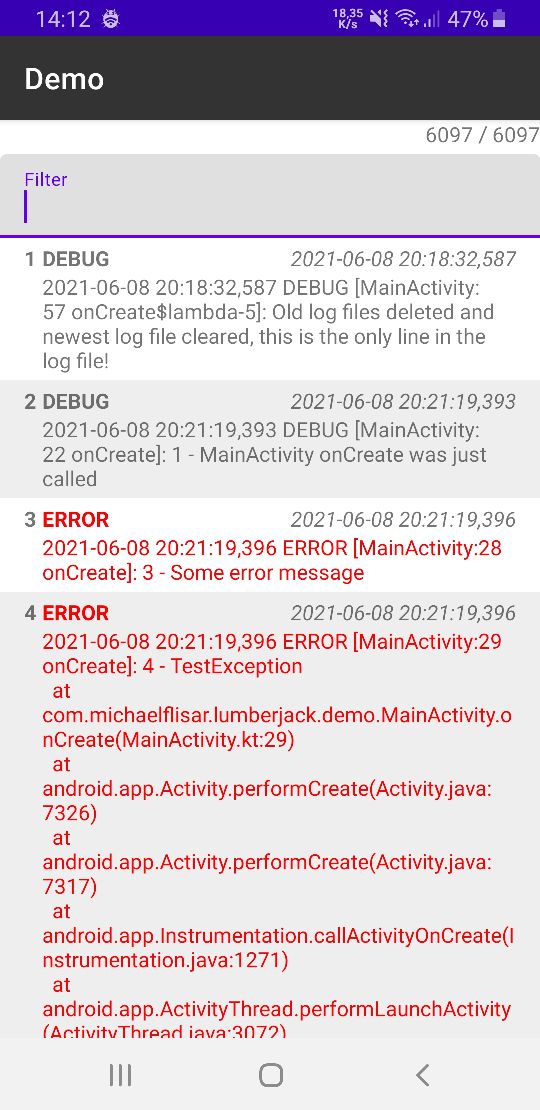 14:12
18,35
K/s
47%
Demo
6097 / 6097
Filter
1 DEBUG 2021-06-08 20:18:32,587
2021-06-08 20:18:32,587 DEBUG [MainActivity:
57 onCreate$lambda-5]: Old log files deleted and
newest log file cleared, this is the only line in the
log file!
2 DEBUG 2021-06-08 20:21:19,393
2021-06-08 20:21:19,393 DEBUG [MainActivity:
22 onCreate]: 1 - MainActivity onCreate was just
called
3 ERROR 2021-06-08 20:21:19,396
2021-06-08 20:21:19,396 ERROR [MainActivity:28
onCreate]: 3 - Some error message
4 ERROR 2021-06-08 20:21:19,396
2021-06-08 20:21:19,396 ERROR [MainActivity:29
onCreate]: 4 - TestException
at
com.michaelflisar.lumberjack.demo.MainActivity.o
nCreate(MainActivity.kt:29)
at
android.app.Activity.performCreate(Activity.java:
7326)
at
android.app.Activity.performCreate(Activity.java:
7317)
at
android.app.Instrumentation.callActivityOnCreate(I
nstrumentation.java:1271)
at
android.app.ActivityThread.performLaunchActivity
(ActivityThread.java:3072)